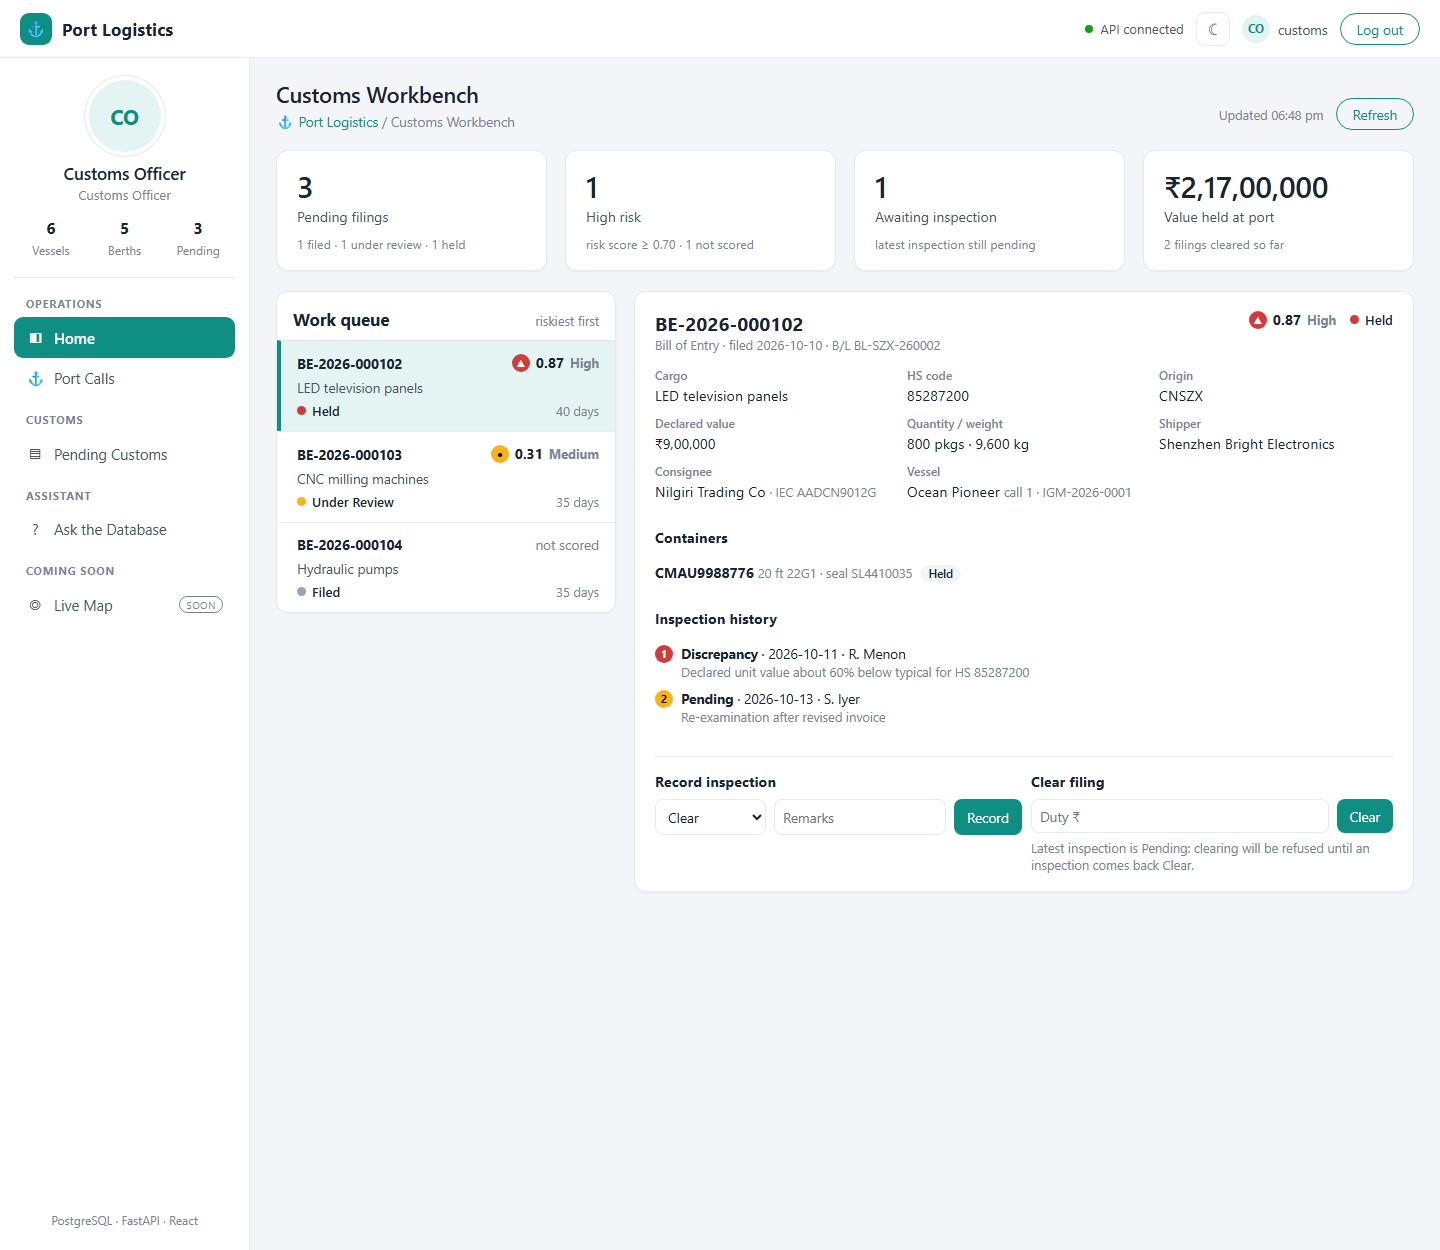 Port Logistics
API connected
CO
customs
Log out
CO
Customs Officer
Customs Officer
6 5 3
Vessels Berths Pending
OPERATIONS
Home
Port Calls
CUSTOMS
Pending Customs
ASSISTANT
? Ask the Database
COMING SOON
Live Map SOON
PostgreSQL · FastAPI · React
Customs Workbench
Port Logistics / Customs Workbench
Updated 06:48 pm
Refresh
3
Pending filings
1 filed · 1 under review · 1 held
1
High risk
risk score ≥ 0.70 · 1 not scored
1
Awaiting inspection
latest inspection still pending
₹2,17,00,000
Value held at port
2 filings cleared so far
Work queue riskiest first
BE-2026-000102 0.87 High
LED television panels
Held 40 days
BE-2026-000103 0.31 Medium
CNC milling machines
Under Review 35 days
BE-2026-000104 not scored
Hydraulic pumps
Filed 35 days
BE-2026-000102 0.87 High Held
Bill of Entry · filed 2026-10-10 · B/L BL-SZX-260002
Cargo HS code Origin
LED television panels 85287200 CNSZX
Declared value Quantity / weight Shipper
₹9,00,000 800 pkgs · 9,600 kg Shenzhen Bright Electronics
Consignee Vessel
Nilgiri Trading Co · IEC AADCN9012G Ocean Pioneer call 1 · IGM-2026-0001
Containers
CMAU9988776 20 ft 22G1 · seal SL4410035 Held
Inspection history
1 Discrepancy · 2026-10-11 · R. Menon
Declared unit value about 60% below typical for HS 85287200
2 Pending · 2026-10-13 · S. Iyer
Re-examination after revised invoice
Record inspection
Clear Remarks Record
Clear filing
Duty ₹ Clear
Latest inspection is Pending: clearing will be refused until an
inspection comes back Clear.